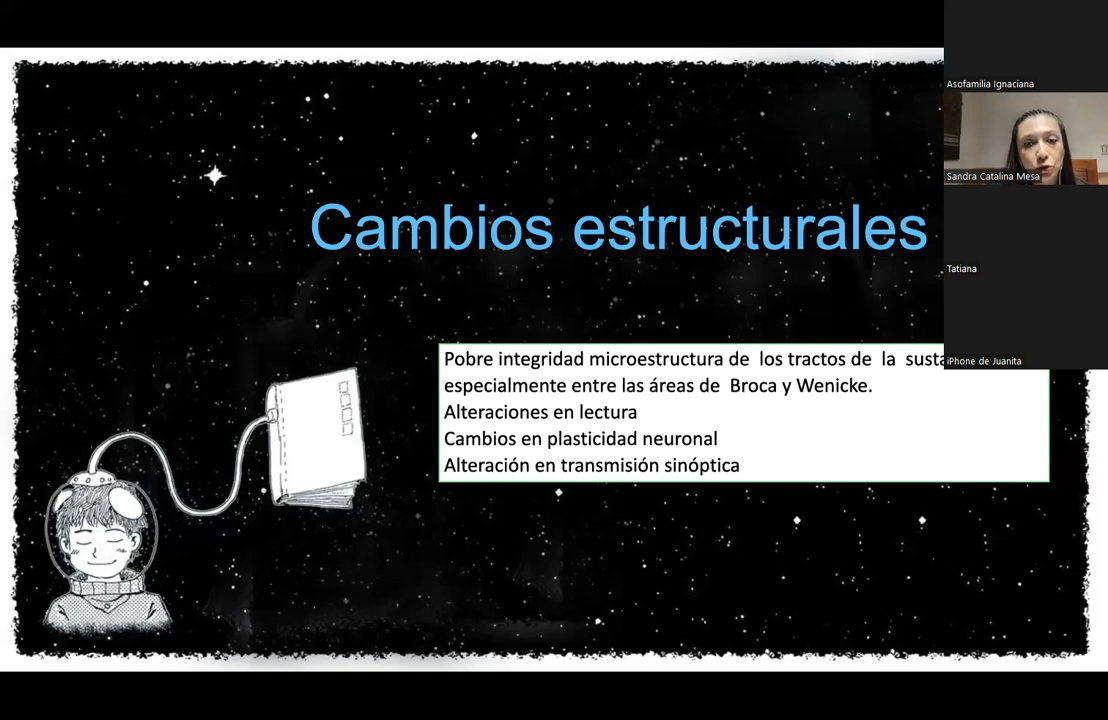 Cambios estructurales
Pobre integridad microestructura de los tractos de la
especialmente entre las áreas de Broca y Wenicke.
Alteraciones en lectura
Cambios en plasticidad neuronal
Alteración en transmisión sinóptica
Asofamilia Ignaciana
Sandra Catalina Mesa
Tatiana
iPhone de Juanita